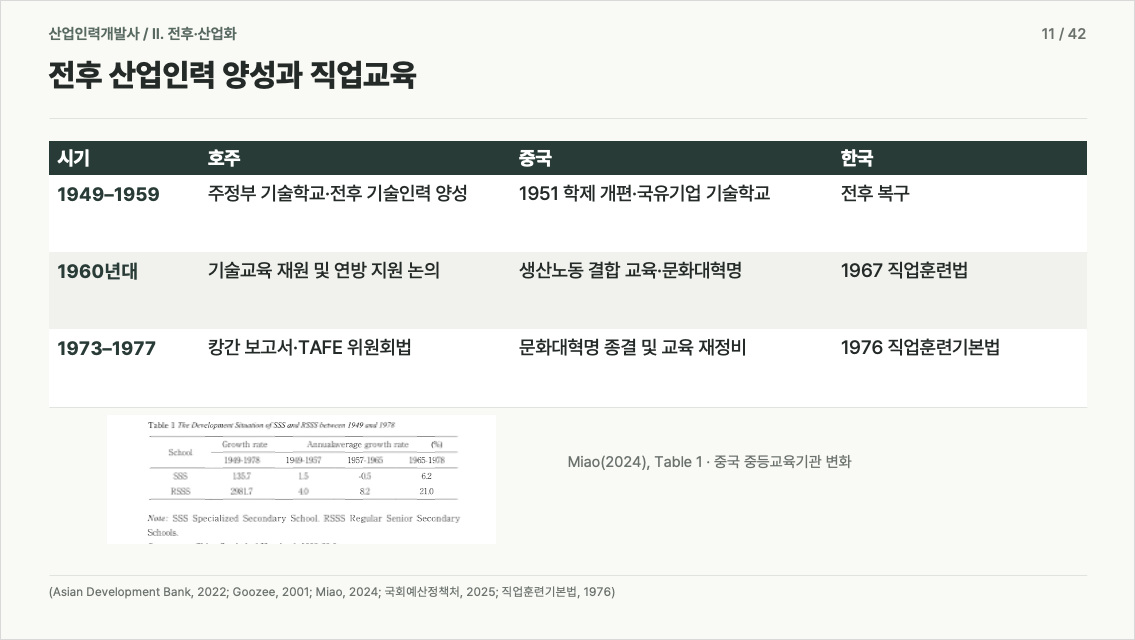 산업인력개발사 / II. 전후·산업화
11 / 42
전후 산업인력 양성과 직업교육
시기 호주 중국 한국
1949–1959 주정부 기술학교·전후 기술인력 양성 1951 학제 개편·국유기업 기술학교 전후 복구
1960년대 기술교육 재원 및 연방 지원 논의 생산노동 결합 교육·문화대혁명 1967 직업훈련법
1973–1977 캉간 보고서·TAFE 위원회법 문화대혁명 종결 및 교육 재정비 1976 직업훈련기본법
Table 1 The Development Situation of SSS and RSSS between 1949 and 1978
School Growth rate Annualaverage growth rate (%)
1949-1978 1949-1957 1957-1965 1965-1978
SSS 135.7 1.5 -0.5 6.2
RSSS 2981.7 4.0 8.2 21.0
Note: SSS Specialized Secondary School. RSSS Regular Senior Secondary
Schools.
Miao(2024), Table 1 · 중국 중등교육기관 변화
(Asian Development Bank, 2022; Goozee, 2001; Miao, 2024; 국회예산정책처, 2025; 직업훈련기본법, 1976)